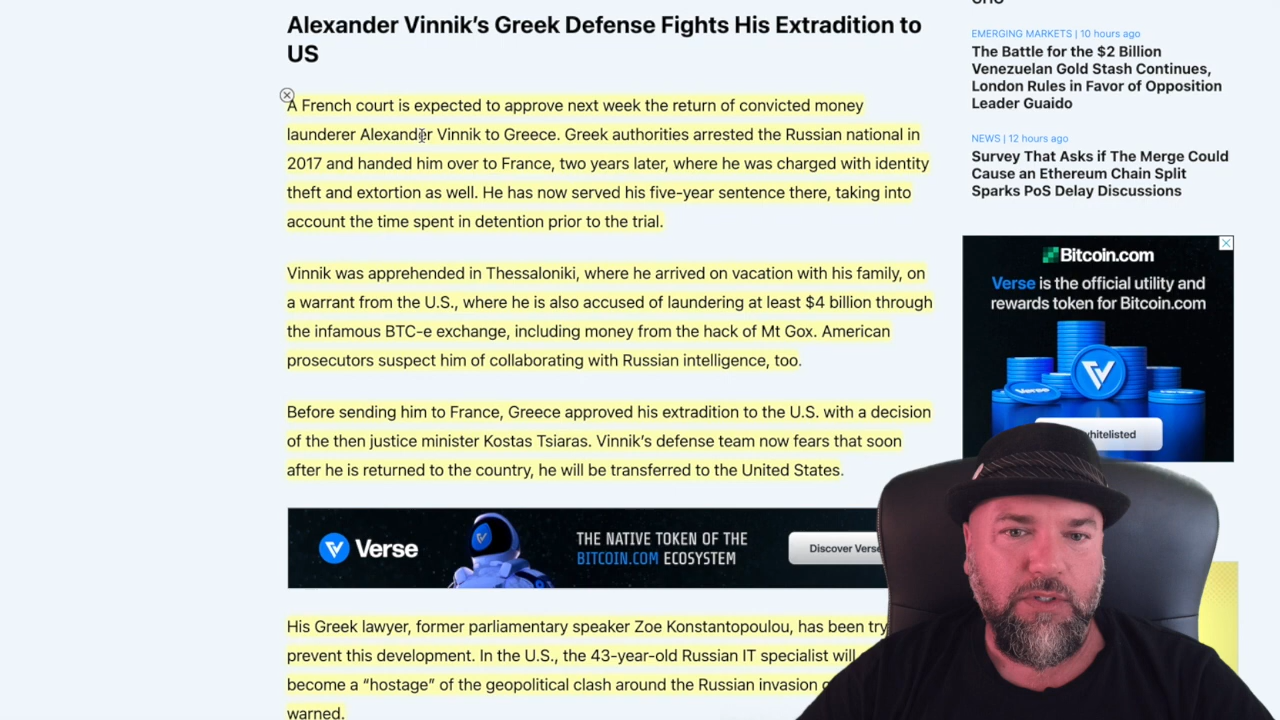 Alexander Vinnik's Greek Defense Fights His Extradition to
US
A French court is expected to approve next week the return of convicted money
launderer Alexander Vinnik to Greece. Greek authorities arrested the Russian national in
2017 and handed him over to France, two years later, where he was charged with identity
theft and extortion as well. He has now served his five-year sentence there, taking into
account the time spent in detention prior to the trial.
Vinnik was apprehended in Thessaloniki, where he arrived on vacation with his family, on
a warrant from the U.S., where he is also accused of laundering at least $4 billion through
the infamous BTC-e exchange, including money from the hack of Mt Gox. American
prosecutors suspect him of collaborating with Russian intelligence, too.
Before sending him to France, Greece approved his extradition to the U.S. with a decision
of the then justice minister Kostas Tsiaras. Vinnik's defense team now fears that soon
after he is returned to the country, he will be transferred to the United States.
Verse
THE NATIVE TOKEN OF THE
BITCOIN.COM ECOSYSTEM
Discover Verse
His Greek lawyer, former parliamentary speaker Zoe Konstantopoulou, has been try
prevent this development. In the U.S., the 43-year-old Russian IT specialist will
become a “hostage” of the geopolitical clash around the Russian invasion
warned.
EMERGING MARKETS | 10 hours ago
The Battle for the $2 Billion
Venezuelan Gold Stash Continues,
London Rules in Favor of Opposition
Leader Guaido
NEWS | 12 hours ago
Survey That Asks if The Merge Could
Cause an Ethereum Chain Split
Sparks PoS Delay Discussions
Bitcoin.com
Verse is the official utility and
rewards token for Bitcoin.com
Verse
whitelisted